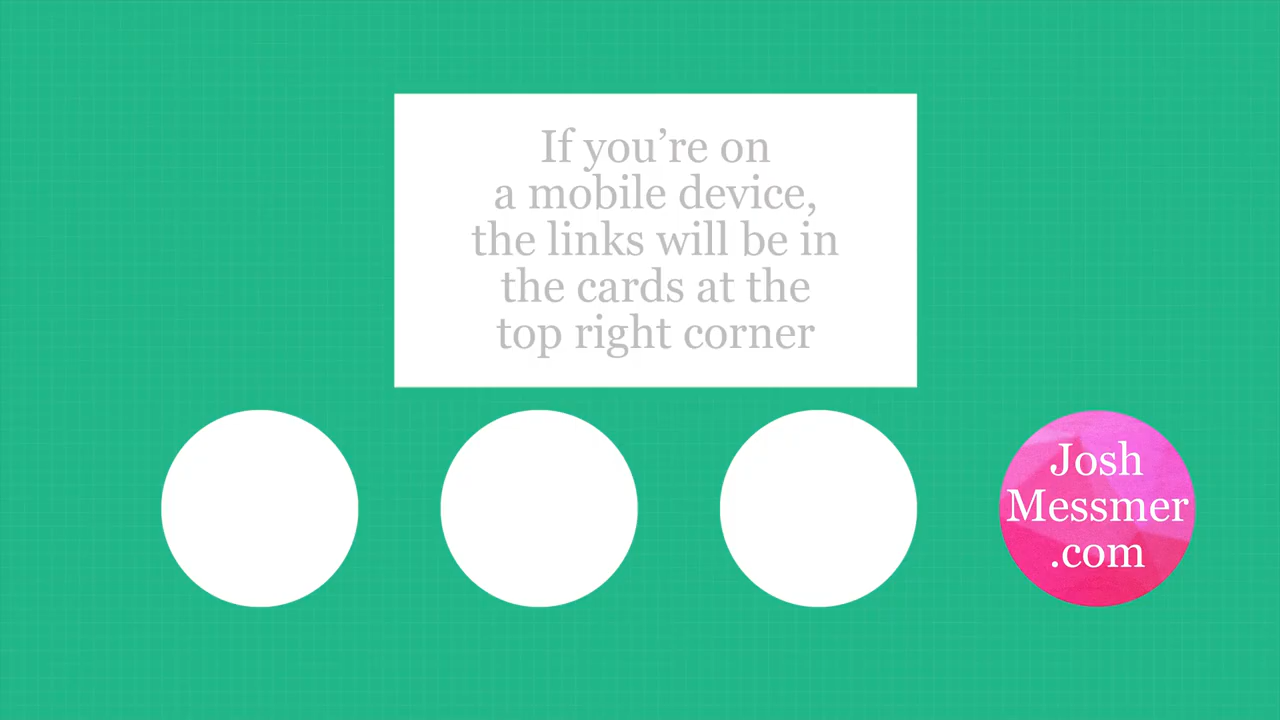 If you’re on
a mobile device,
the links will be in
the cards at the
top right corner
Josh
Messmer
.com